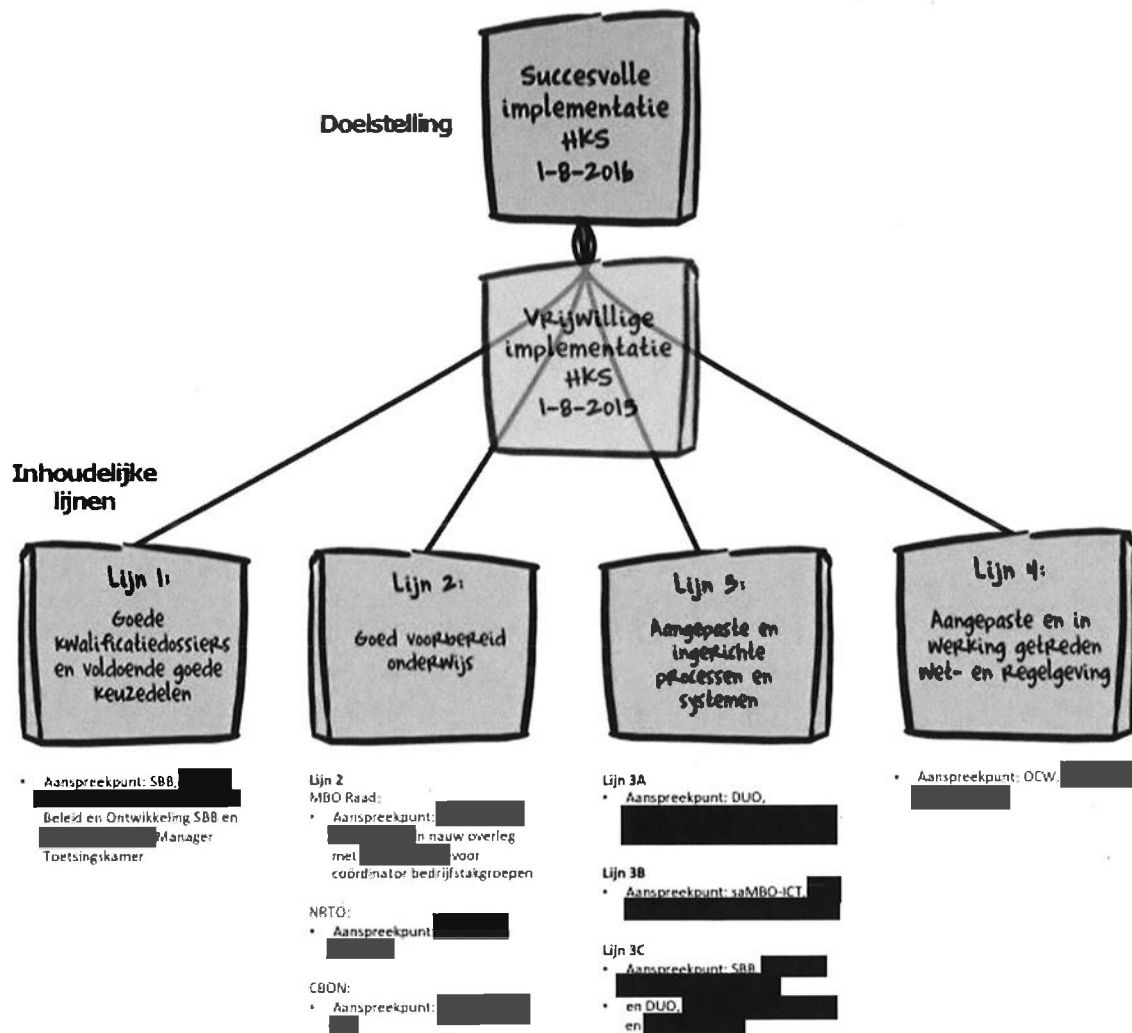 Doelstelling
Succesvolle
implementatie
HKS
1-8-2016
Vrijwillige
implementatie
HKS
1-8-2015
Inhoudelijke
lijnen
Lijn 1:
Goede
kwalificatiedossiers
en voldoende goede
keuzedelen
Lijn 2:
Goed voorbereid
onderwijs
Lijn 3:
Aangepaste en
ingerichte
processen en
systemen
Lijn 4:
Aangepaste en in
werking getreden
wet- en regelgeving
• Aanspreekpunt: SBB,
Beleid en Ontwikkeling SBB en
Manager
Toetsingskamer
Lijn 2
MBO Raad:
• Aanspreekpunt:
in nauw overleg
met voor
coördinator bedrijfstakgroepen
NRTO:
• Aanspreekpunt:
CBON:
• Aanspreekpunt:
Lijn 3A
• Aanspreekpunt: DUO,
Lijn 3B
• Aanspreekpunt: saMBO-ICT,
Lijn 3C
• Aanspreekpunt: SBB,
• en DUO,
en
• Aanspreekpunt: OCW,